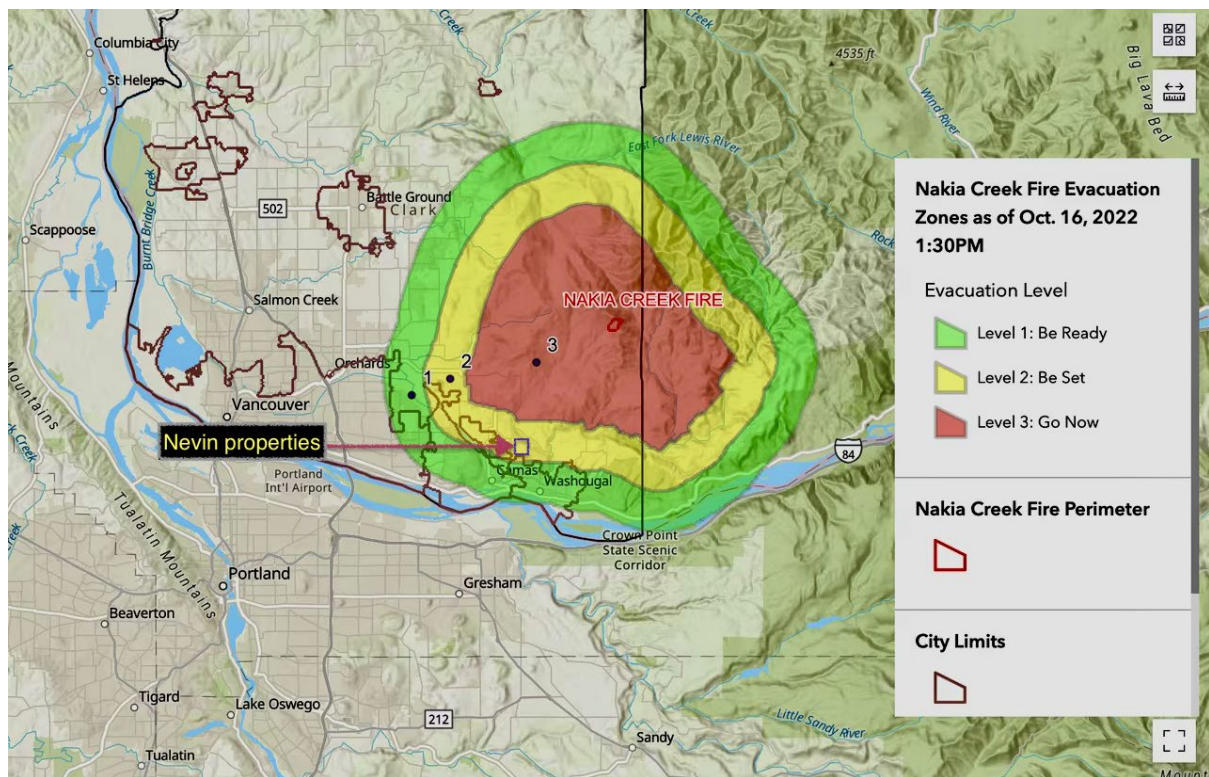 Columbia City
St Helens
4535 ft
Big Lava Bed
Wind River
East Fork Lewis River
Battle Ground
Clark
502
Scappoose
Burnt Bridge Creek
Salmon Creek
NAKIA CREEK FIRE
3
2
1
Orchards
Vancouver
Nevin properties
Mountains
Creek
Creek
Creek
Rock
84
Portland
Int'l Airport
Camas
Washougal
Crown Point
State Scenic
Corridor
Tualatin Mountains
Portland
Gresham
Beaverton
Tigard
Lake Oswego
212
Tualatin
Sandy
Little Sandy River
Nakia Creek Fire Evacuation
Zones as of Oct. 16, 2022
1:30PM
Evacuation Level
Level 1: Be Ready
Level 2: Be Set
Level 3: Go Now
Nakia Creek Fire Perimeter
City Limits